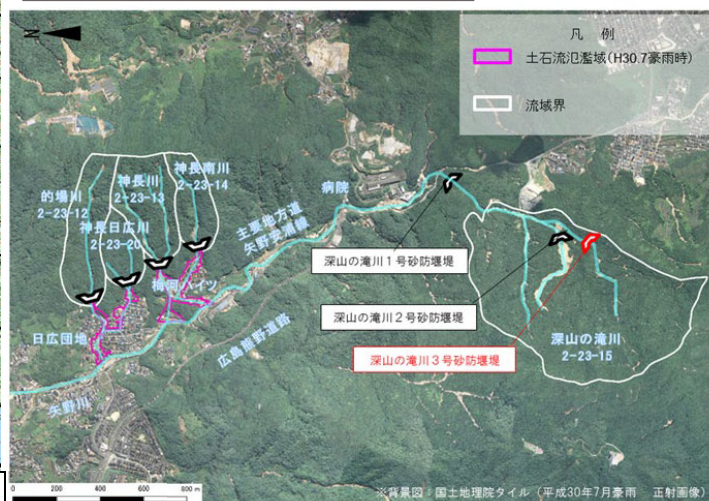 N
凡 例
土石流氾濫域(H30.7豪雨時)
流域界
神長南川
2-23-14
神長川
2-23-13
的場川
2-23-12
神長日広川
2-23-20
病院
主要地方道
矢野安浦線
深山の滝川1号砂防堰堤
梅河ハイツ
深山の滝川2号砂防堰堤
日広団地
広島熊野道路
深山の滝川
2-23-15
深山の滝川3号砂防堰堤
矢野川
0 200 400 600 800 m
※背景図:国土地理院タイル(平成30年7月豪雨 正射画像)